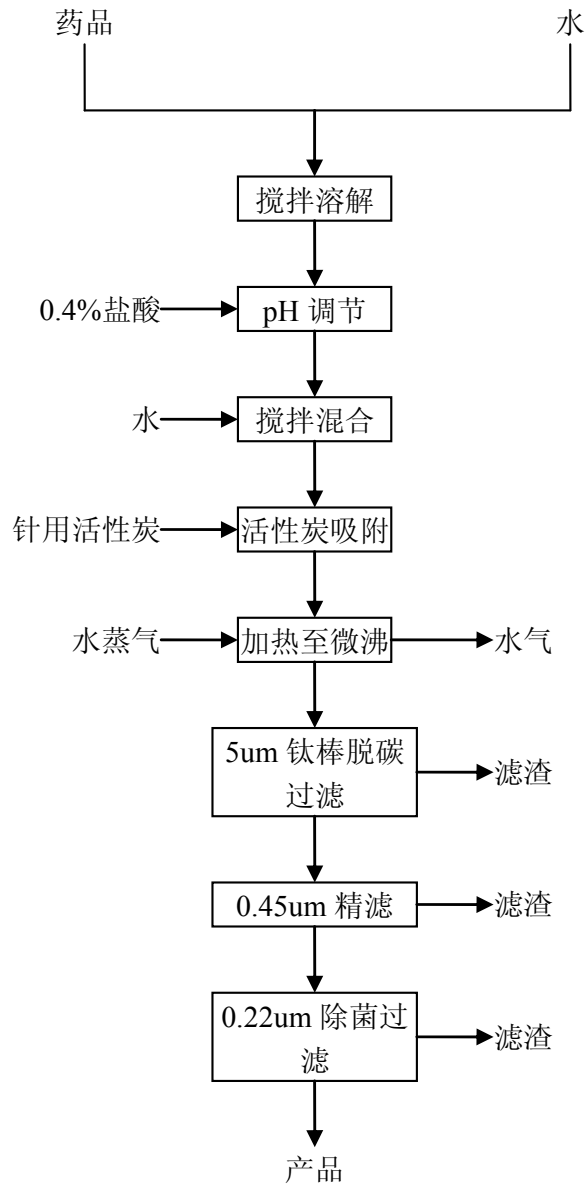 药品
水
搅拌溶解
0.4%盐酸
pH 调节
水
搅拌混合
针用活性炭
活性炭吸附
水蒸气
加热至微沸
水气
5um 钛棒脱碳
过滤
滤渣
0.45um 精滤
滤渣
0.22um 除菌过
滤
滤渣
产品